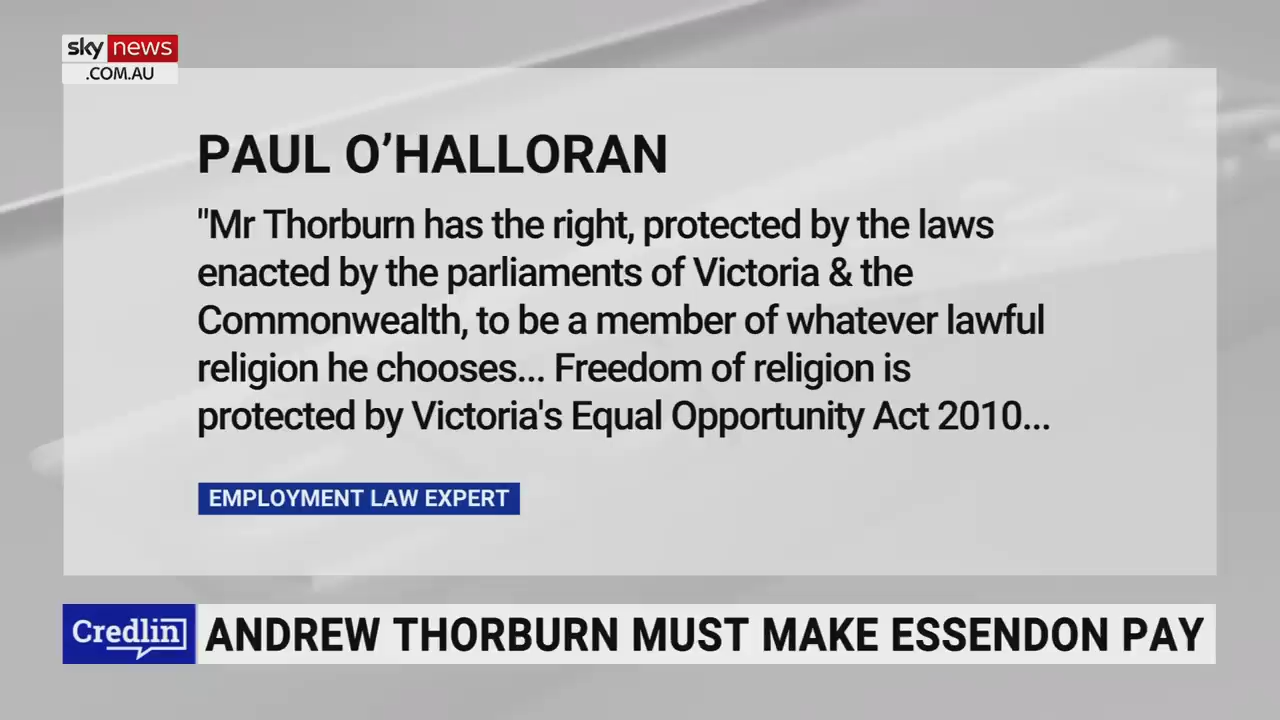 sky news
.COM.AU
PAUL O’HALLORAN
"Mr Thorburn has the right, protected by the laws
enacted by the parliaments of Victoria & the
Commonwealth, to be a member of whatever lawful
religion he chooses... Freedom of religion is
protected by Victoria's Equal Opportunity Act 2010...
EMPLOYMENT LAW EXPERT
Credlin ANDREW THORBURN MUST MAKE ESSENDON PAY